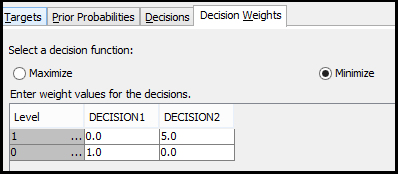 Targets Prior Probabilities Decisions Decision Weights
Select a decision function:
Maximize Minimize
Enter weight values for the decisions.
Level DECISION1 DECISION2
1 ... 0.0 5.0
0 ... 1.0 0.0